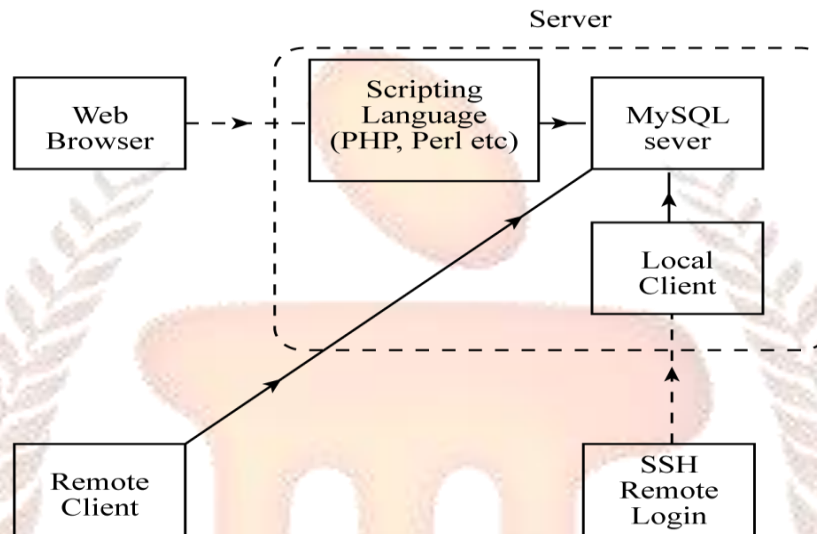 Server
Web
Browser
Scripting
Language
(PHP, Perl etc)
MySQL
sever
Local
Client
Remote
Client
SSH
Remote
Login